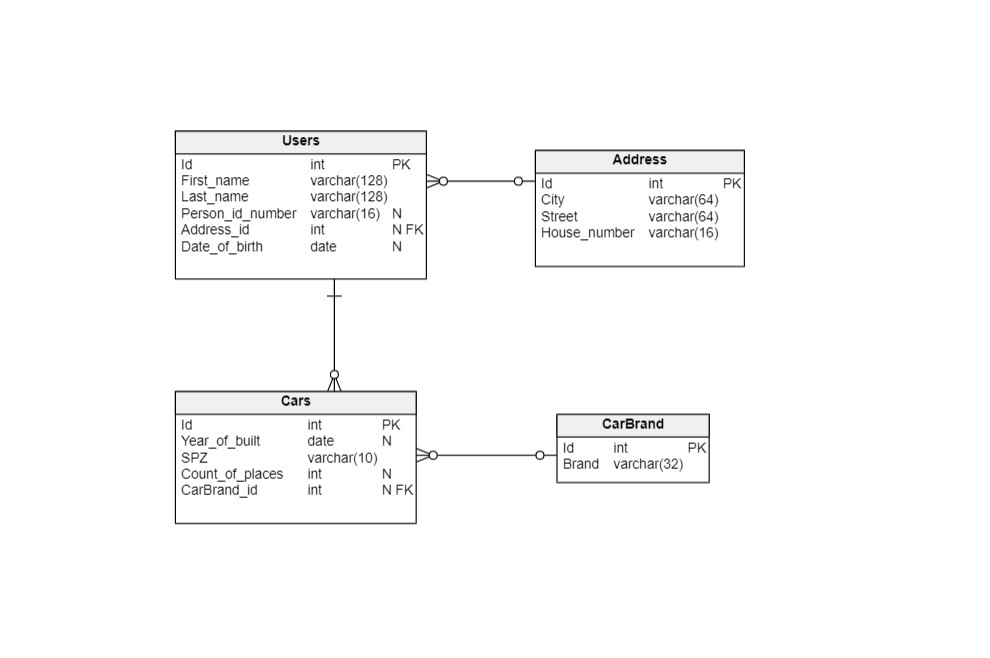 Users
Id int PK
First_name varchar(128)
Last_name varchar(128)
Person_id_number varchar(16) N
Address_id int N FK
Date_of_birth date N
Address
Id int PK
City varchar(64)
Street varchar(64)
House_number varchar(16)
Cars
Id int PK
Year_of_built date N
SPZ varchar(10)
Count_of_places int N
CarBrand_id int N FK
CarBrand
Id int PK
Brand varchar(32)